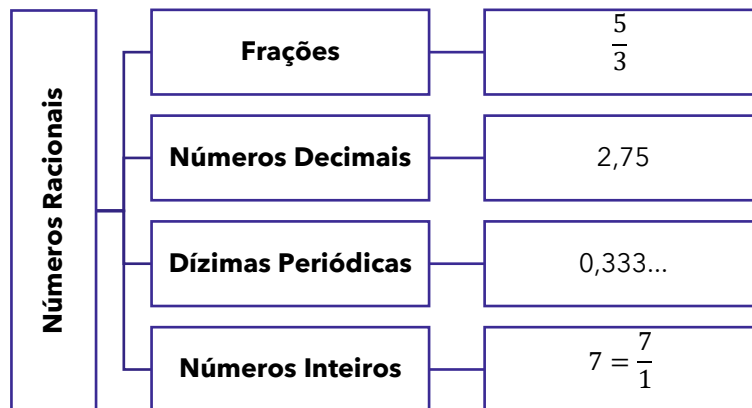 Números Racionais
Frações
5/3
Números Decimais
2,75
Dízimas Periódicas
0,333...
Números Inteiros
7 = 7/1